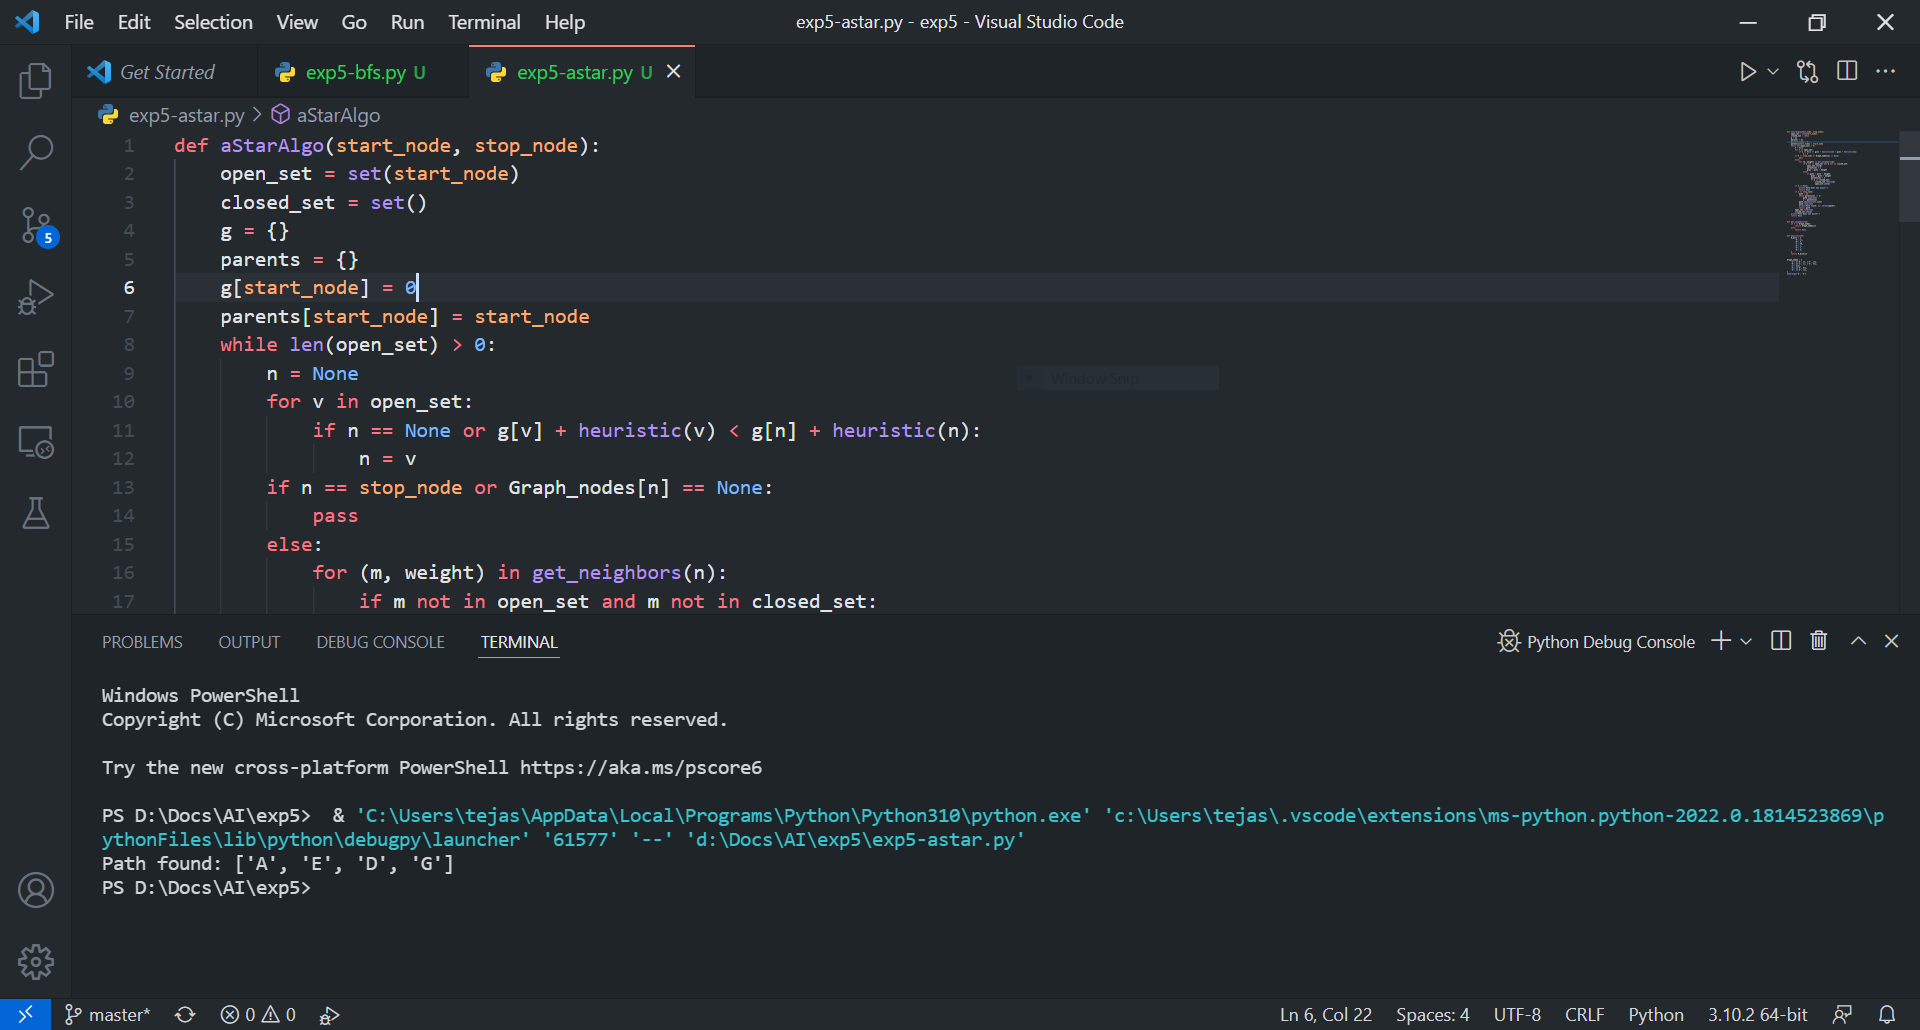 File Edit Selection View Go Run Terminal Help exp5-astar.py - exp5 - Visual Studio Code
Get Started exp5-bfs.py U exp5-astar.py U
exp5-astar.py > aStarAlgo
1 def aStarAlgo(start_node, stop_node):
2 open_set = set(start_node)
3 closed_set = set()
4 g = {}
5 parents = {}
6 g[start_node] = 0
7 parents[start_node] = start_node
8 while len(open_set) > 0:
9 n = None
10 for v in open_set:
11 if n == None or g[v] + heuristic(v) < g[n] + heuristic(n):
12 n = v
13 if n == stop_node or Graph_nodes[n] == None:
14 pass
15 else:
16 for (m, weight) in get_neighbors(n):
17 if m not in open_set and m not in closed_set:
Window Snip
5
PROBLEMS OUTPUT DEBUG CONSOLE TERMINAL Python Debug Console
Windows PowerShell
Copyright (C) Microsoft Corporation. All rights reserved.
Try the new cross-platform PowerShell https://aka.ms/pscore6
PS D:\Docs\AI\exp5> & 'C:\Users\tejas\AppData\Local\Programs\Python\Python310\python.exe' 'c:\Users\tejas\.vscode\extensions\ms-python.python-2022.0.1814523869\p
ythonFiles\lib\python\debugpy\launcher' '61577' '--' 'd:\Docs\AI\exp5\exp5-astar.py'
Path found: ['A', 'E', 'D', 'G']
PS D:\Docs\AI\exp5>
master* 0 0 Ln 6, Col 22 Spaces: 4 UTF-8 CRLF Python 3.10.2 64-bit